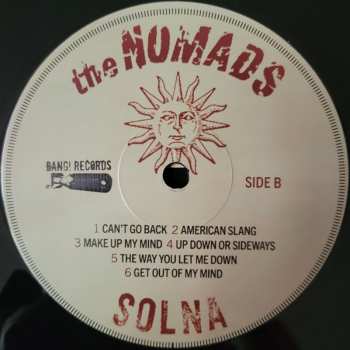 the NOMADS
BANG! RECORDS
SIDE B
1 CAN'T GO BACK 2 AMERICAN SLANG
3 MAKE UP MY MIND 4 UP DOWN OR SIDEWAYS
5 THE WAY YOU LET ME DOWN
6 GET OUT OF MY MIND
SOLNA